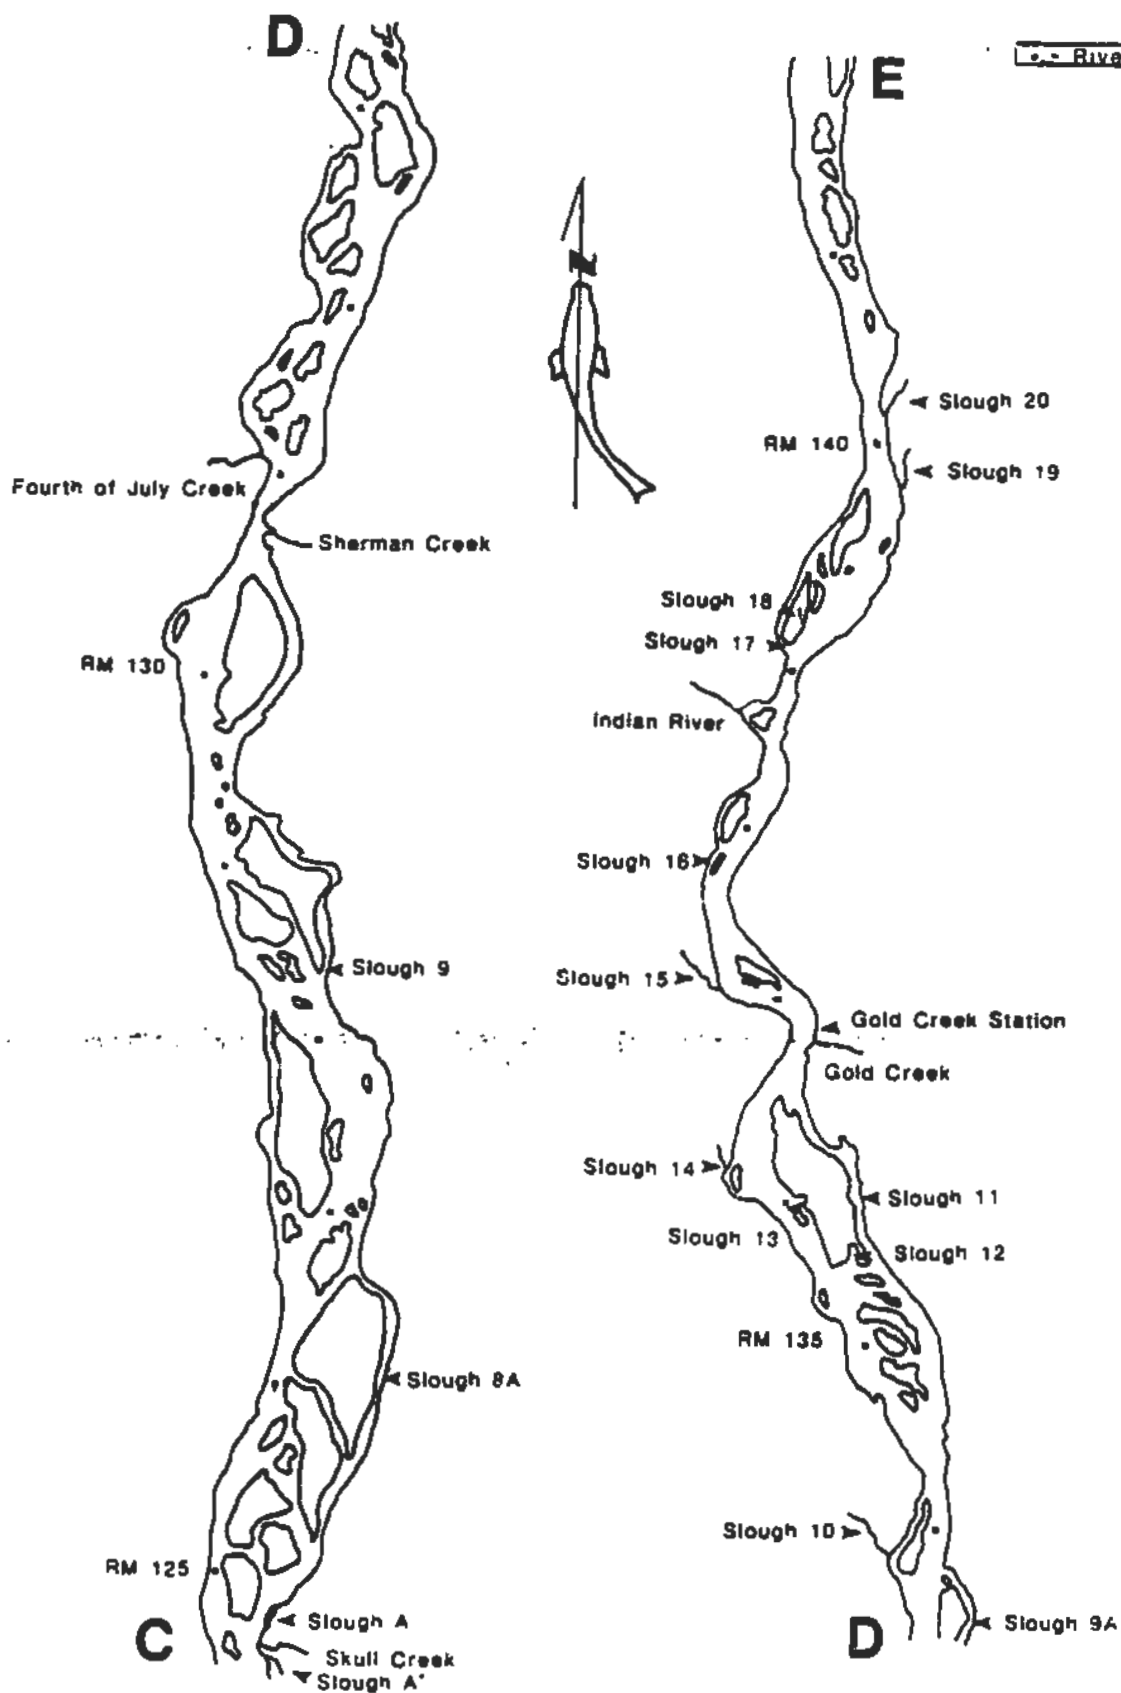 D
Fourth of July Creek
Sherman Creek
RM 130
Slough 9
Slough 8A
RM 125
C
Slough A
Skull Creek
Slough A'
N
E
Slough 20
RM 140
Slough 19
Slough 18
Slough 17
Indian River
Slough 16
Slough 15
Gold Creek Station
Gold Creek
Slough 14
Slough 11
Slough 13
Slough 12
RM 135
Slough 10
D
Slough 9A